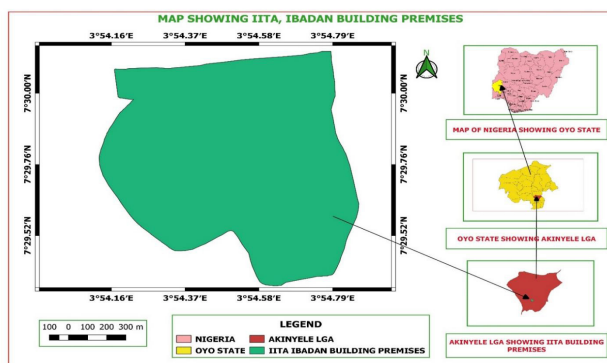 MAP SHOWING IITA, IBADAN BUILDING PREMISES
3°54.16'E 3°54.37'E 3°54.58'E 3°54.79'E
7°30.00'N 7°30.00'N
7°29.76'N 7°29.76'N
7°29.52'N 7°29.52'N
3°54.16'E 3°54.37'E 3°54.58'E 3°54.79'E
N
MAP OF NIGERIA SHOWING OYO STATE
OYO STATE SHOWING AKINYELE LGA
AKINYELE LGA SHOWING IITA BUILDING
PREMISES
100 0 100 200 300 m
LEGEND
NIGERIA AKINYELE LGA
OYO STATE IITA IBADAN BUILDING PREMISES